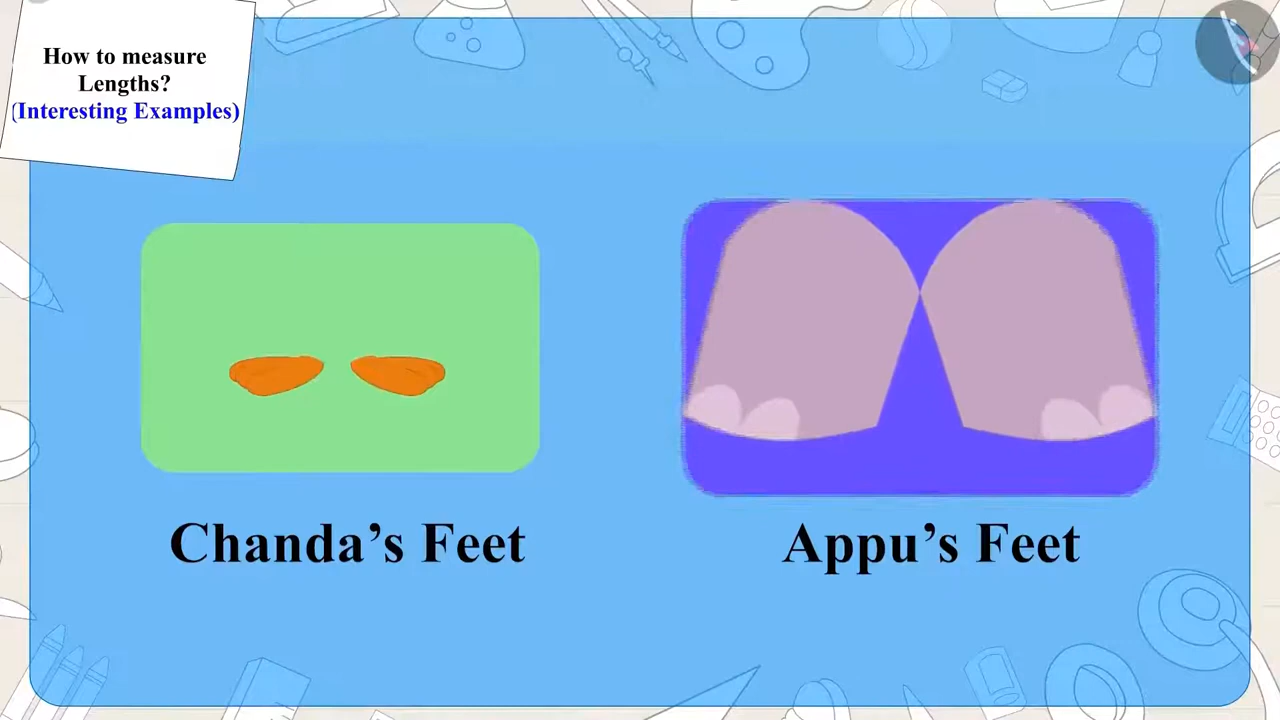 How to measure
Lengths?
(Interesting Examples)
Chanda’s Feet
Appu’s Feet